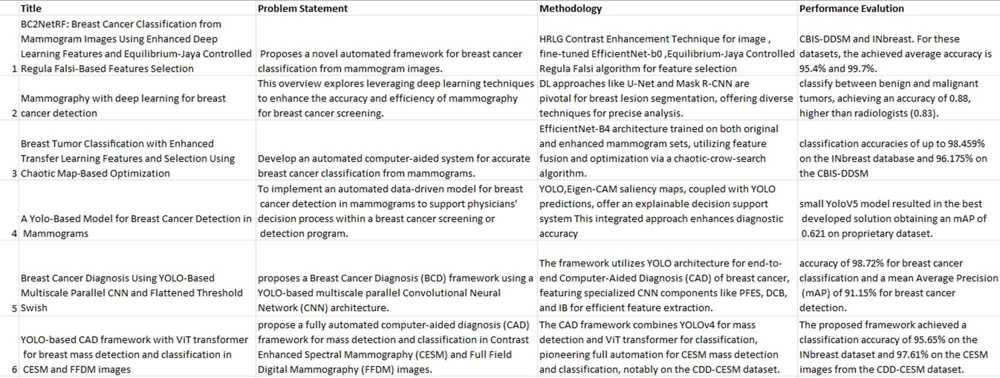 Title Problem Statement Methodology Performance Evalution
BC2NetRF: Breast Cancer Classification from
Mammogram Images Using Enhanced Deep
Learning Features and Equilibrium-Jaya Controlled
1 Regula Falsi-Based Features Selection
Proposes a novel automated framework for breast cancer
classification from mammogram images.
HRLG Contrast Enhancement Technique for image ,
fine-tuned EfficientNet-b0 ,Equilibrium-Jaya Controlled
Regula Falsi algorithm for feature selection
CBIS-DDSM and INbreast. For these
datasets, the achieved average accuracy is
95.4% and 99.7%.
Mammography with deep learning for breast
2 cancer detection
This overview explores leveraging deep learning techniques
to enhance the accuracy and efficiency of mammography
for breast cancer screening.
DL approaches like U-Net and Mask R-CNN are
pivotal for breast lesion segmentation, offering diverse
techniques for precise analysis.
classify between benign and malignant
tumors, achieving an accuracy of 0.88,
higher than radiologists (0.83).
Breast Tumor Classification with Enhanced
Transfer Learning Features and Selection Using
3 Chaotic Map-Based Optimization
Develop an automated computer-aided system for accurate
breast cancer classification from mammograms.
EfficientNet-B4 architecture trained on both original
and enhanced mammogram sets, utilizing feature
fusion and optimization via a chaotic-crow-search
algorithm.
classification accuracies of up to 98.459%
on the INbreast database and 96.175% on
the CBIS-DDSM
A Yolo-Based Model for Breast Cancer Detection in
4 Mammograms
To implement an automated data-driven model for breast
cancer detection in mammograms to support physicians'
decision process within a breast cancer screening or
detection program.
YOLO,Eigen-CAM saliency maps, coupled with YOLO
predictions, offer an explainable decision support
system This integrated approach enhances diagnostic
accuracy
small YoloV5 model resulted in the best
developed solution obtaining an mAP of
0.621 on proprietary dataset.
Breast Cancer Diagnosis Using YOLO-Based
Multiscale Parallel CNN and Flattened Threshold
5 Swish
proposes a Breast Cancer Diagnosis (BCD) framework using a
YOLO-based multiscale parallel Convolutional Neural
Network (CNN) architecture.
The framework utilizes YOLO architecture for end-to-
end Computer-Aided Diagnosis (CAD) of breast cancer,
featuring specialized CNN components like PFES, DCB,
and IB for efficient feature extraction.
accuracy of 98.72% for breast cancer
classification and a mean Average Precision
(mAP) of 91.15% for breast cancer
detection.
YOLO-based CAD framework with ViT transformer
for breast mass detection and classification in
6 CESM and FFDM images
propose a fully automated computer-aided diagnosis (CAD)
framework for mass detection and classification in Contrast
Enhanced Spectral Mammography (CESM) and Full Field
Digital Mammography (FFDM) images.
The CAD framework combines YOLOv4 for mass
detection and ViT transformer for classification,
pioneering full automation for CESM mass detection
and classification, notably on the CDD-CESM dataset.
The proposed framework achieved a
classification accuracy of 95.65% on the
INbreast dataset and 97.61% on the CESM
images from the CDD-CESM dataset.